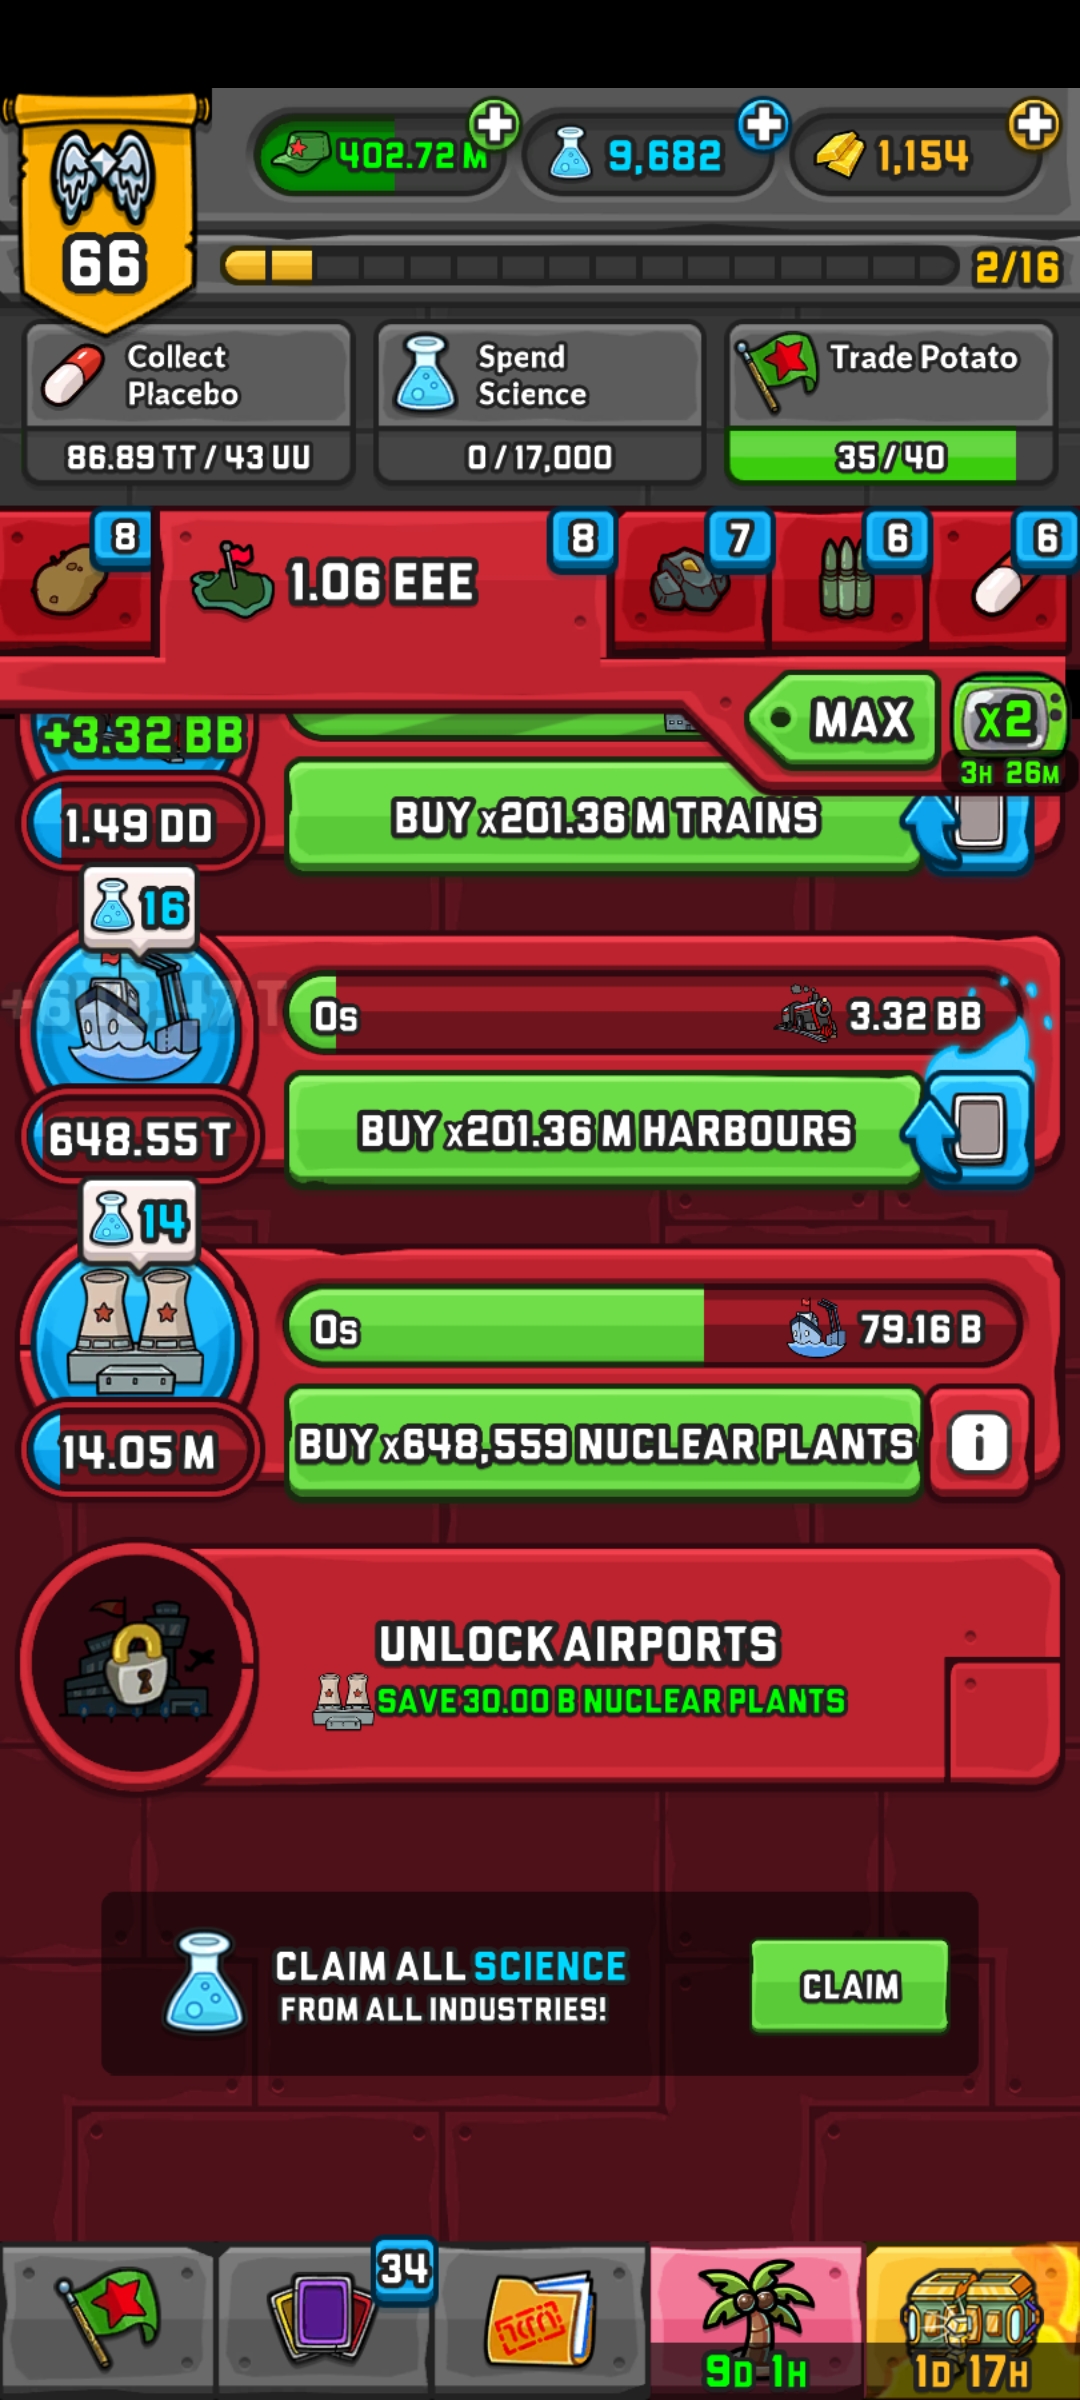 402.72 M
9,682
1,154
66
2/16
Collect
Placebo
86.89 TT / 43 UU
Spend
Science
0 / 17,000
Trade Potato
35 / 40
8
1.06 EEE
8
7
6
6
MAX
x2
3H 26M
+3.32 BB
1.49 DD
BUY x201.36 M TRAINS
16
0s
3.32 BB
648.55 T
BUY x201.36 M HARBOURS
14
0s
79.16 B
14.05 M
BUY x648,559 NUCLEAR PLANTS
i
UNLOCK AIRPORTS
SAVE 30.00 B NUCLEAR PLANTS
CLAIM ALL SCIENCE
FROM ALL INDUSTRIES!
CLAIM
34
9D 1H
1D 17H